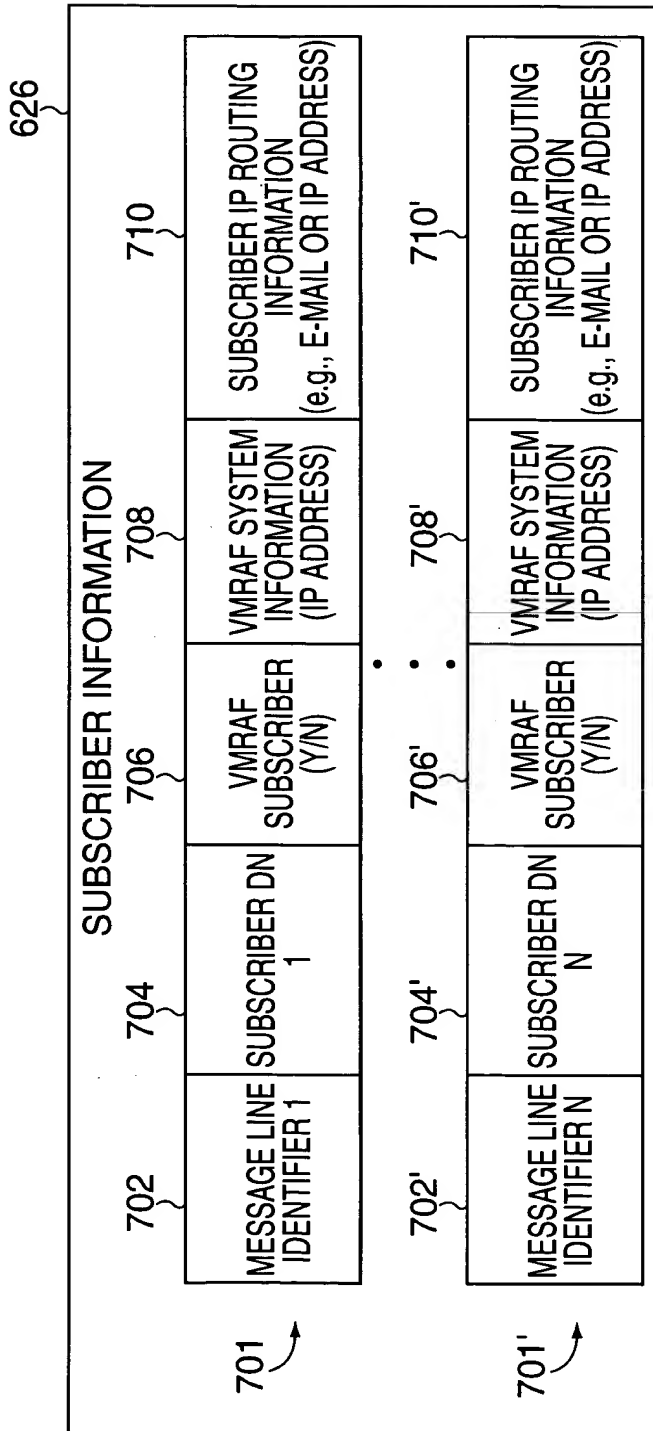 626
SUBSCRIBER INFORMATION
702
704
706
708
710
701
MESSAGE LINE
IDENTIFIER 1
SUBSCRIBER DN
1
VMRAF
SUBSCRIBER
(Y/N)
VMRAF SYSTEM
INFORMATION
(IP ADDRESS)
SUBSCRIBER IP ROUTING
INFORMATION
(e.g., E-MAIL OR IP ADDRESS)
702'
704'
706'
708'
710'
701'
MESSAGE LINE
IDENTIFIER N
SUBSCRIBER DN
N
VMRAF
SUBSCRIBER
(Y/N)
VMRAF SYSTEM
INFORMATION
(IP ADDRESS)
SUBSCRIBER IP ROUTING
INFORMATION
(e.g., E-MAIL OR IP ADDRESS)